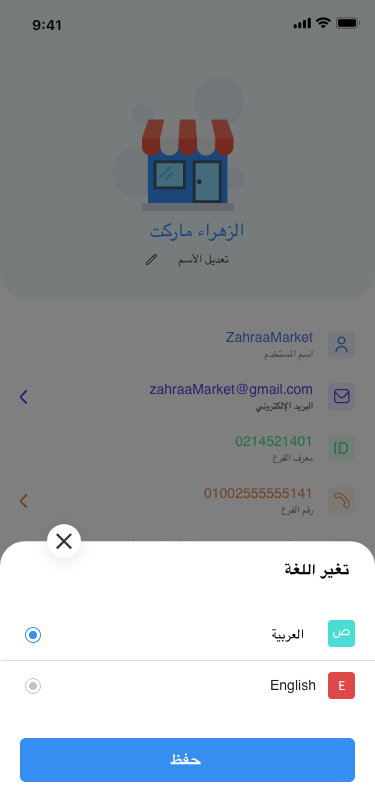 9:41
الزهراء ماركت
تعديل الأسم
ZahraaMarket
اسم المستخدم
zahraMarket@gmail.com
البريد الإلكتروني
ID
0214521401
معرف الفرع
01002555555141
رقم الفرع
تغير اللغة
ص
العربية
E
English
حفظ